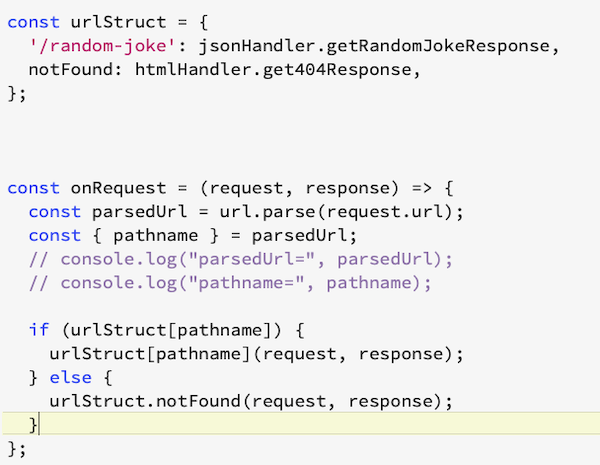 const urlStruct = {
  '/random-joke': jsonHandler.getRandomJokeResponse,
  notFound: htmlHandler.get404Response,
};
const onRequest = (request, response) => {
  const parsedUrl = url.parse(request.url);
  const { pathname } = parsedUrl;
  // console.log("parsedUrl=", parsedUrl);
  // console.log("pathname=", pathname);
  if (urlStruct[pathname]) {
    urlStruct[pathname](request, response);
  } else {
    urlStruct.notFound(request, response);
  }
};